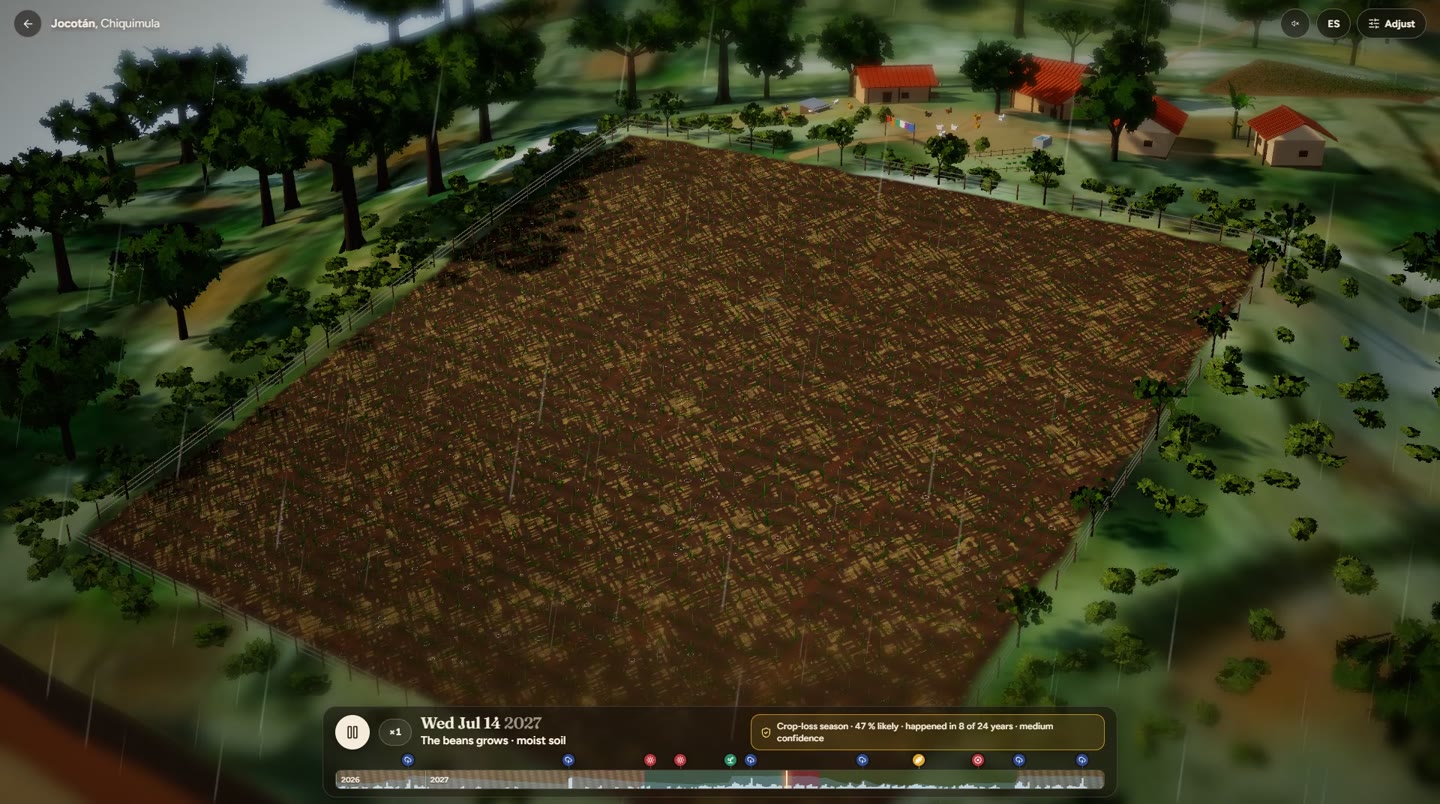 Jocotán, Chiquimula
ES
Adjust
×1
Wed Jul 14 2027
The beans grows · moist soil
Crop-loss season · 47 % likely · happened in 8 of 24 years · medium
confidence
2026
2027